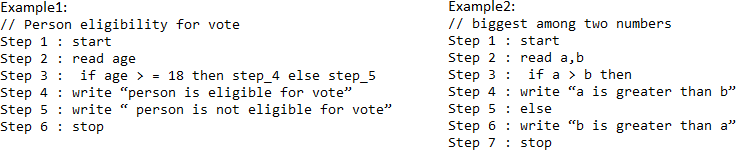 Example1:
// Person eligibility for vote
Step 1 : start
Step 2 : read age
Step 3 :  if age > = 18 then step_4 else step_5
Step 4 : write “person is eligible for vote”
Step 5 : write “ person is not eligible for vote”
Step 6 : stop
Example2:
// biggest among two numbers
Step 1 : start
Step 2 : read a,b
Step 3 :  if a > b then
Step 4 : write “a is greater than b”
Step 5 : else
Step 6 : write “b is greater than a”
Step 7 : stop